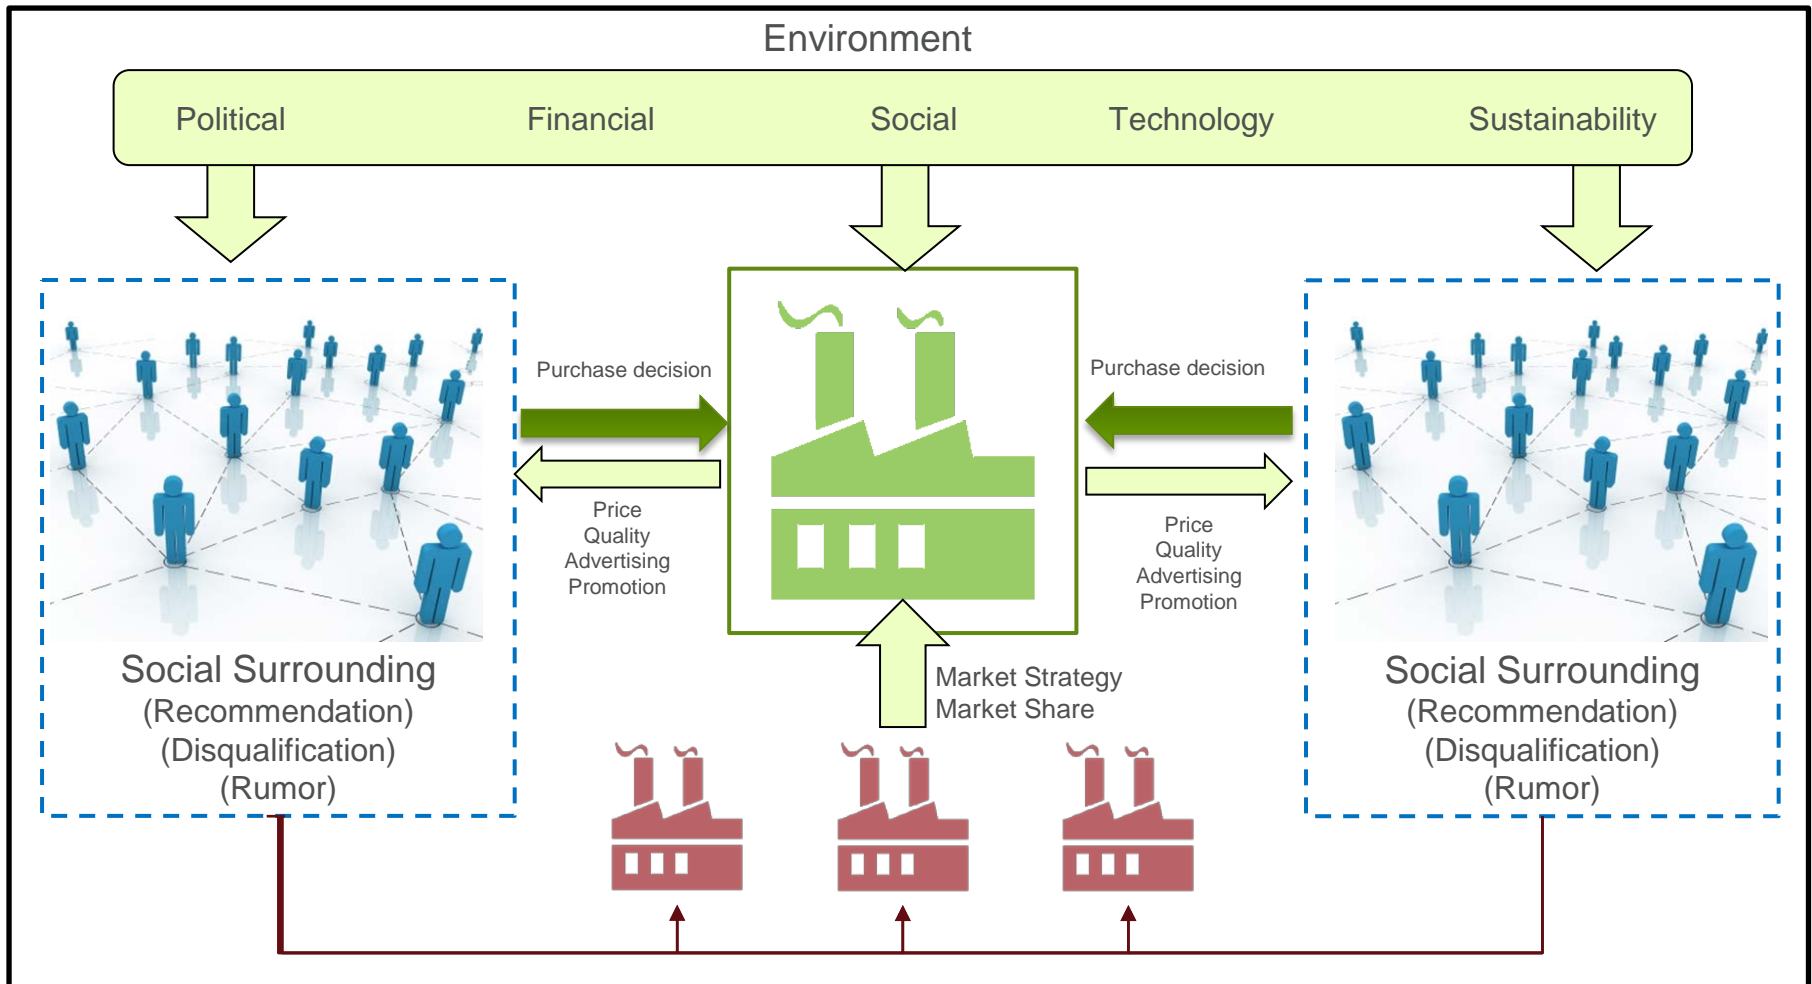 Environment
Political Financial Social Technology Sustainability
Purchase decision
Price
Quality
Advertising
Promotion
Purchase decision
Price
Quality
Advertising
Promotion
Social Surrounding
(Recommendation)
(Disqualification)
(Rumor)
Market Strategy
Market Share
Social Surrounding
(Recommendation)
(Disqualification)
(Rumor)